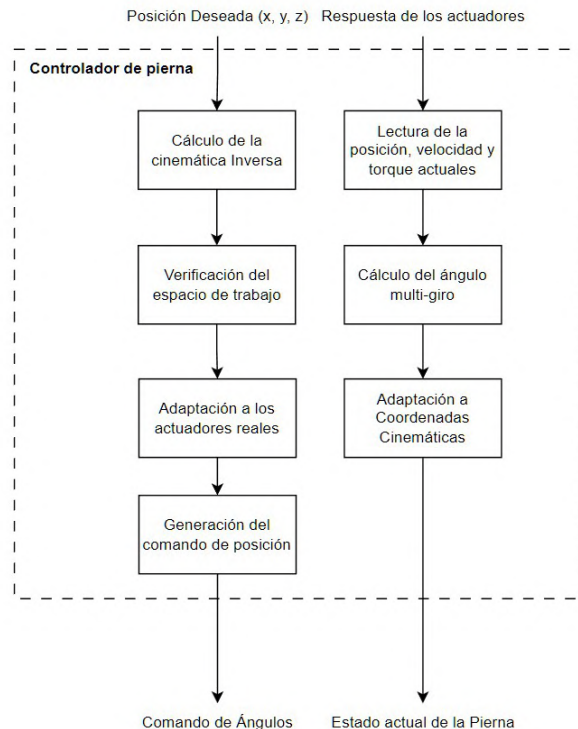 Posición Deseada (x, y, z)
Respuesta de los actuadores
Controlador de pierna
Cálculo de la
cinemática Inversa
Verificación del
espacio de trabajo
Adaptación a los
actuadores reales
Generación del
comando de posición
Lectura de la
posición, velocidad y
torque actuales
Cálculo del ángulo
multi-giro
Adaptación a
Coordenadas
Cinemáticas
Comando de Ángulos
Estado actual de la Pierna